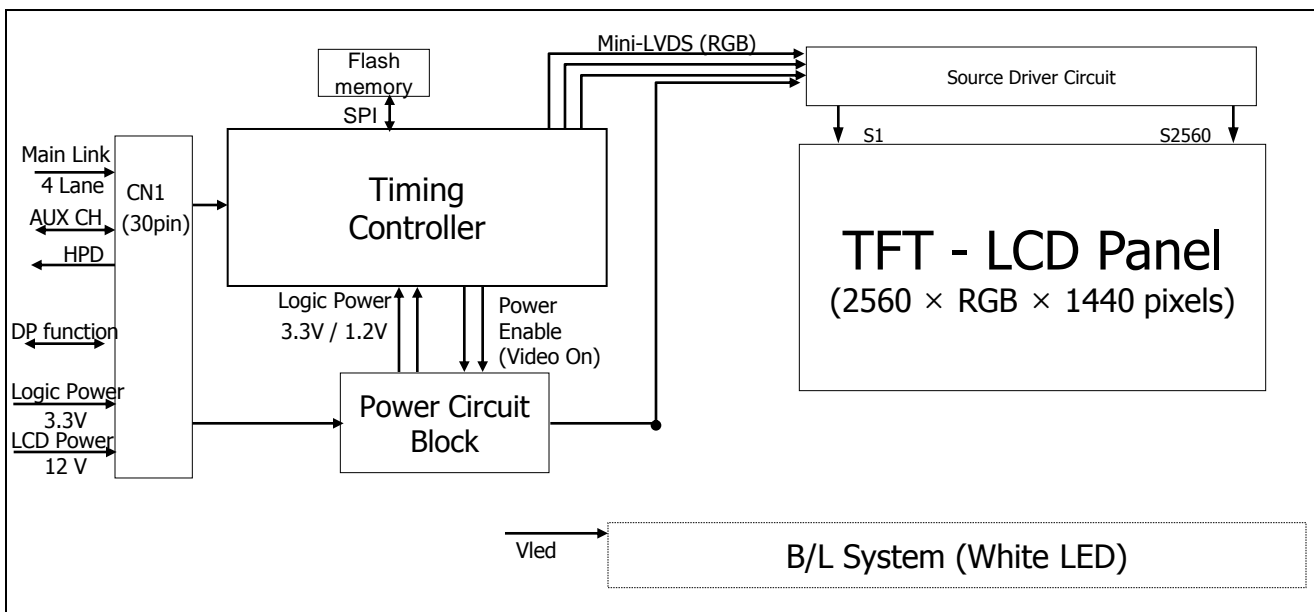 Mini-LVDS (RGB)
Flash
memory
SPI
Source Driver Circuit
S1
S2560
Main Link
4 Lane
AUX CH
HPD
DP function
Logic Power
3.3V
LCD Power
12 V
CN1
(30pin)
Timing
Controller
Logic Power
3.3V / 1.2V
Power
Enable
(Video On)
Power Circuit
Block
TFT - LCD Panel
(2560 × RGB × 1440 pixels)
Vled
B/L System (White LED)